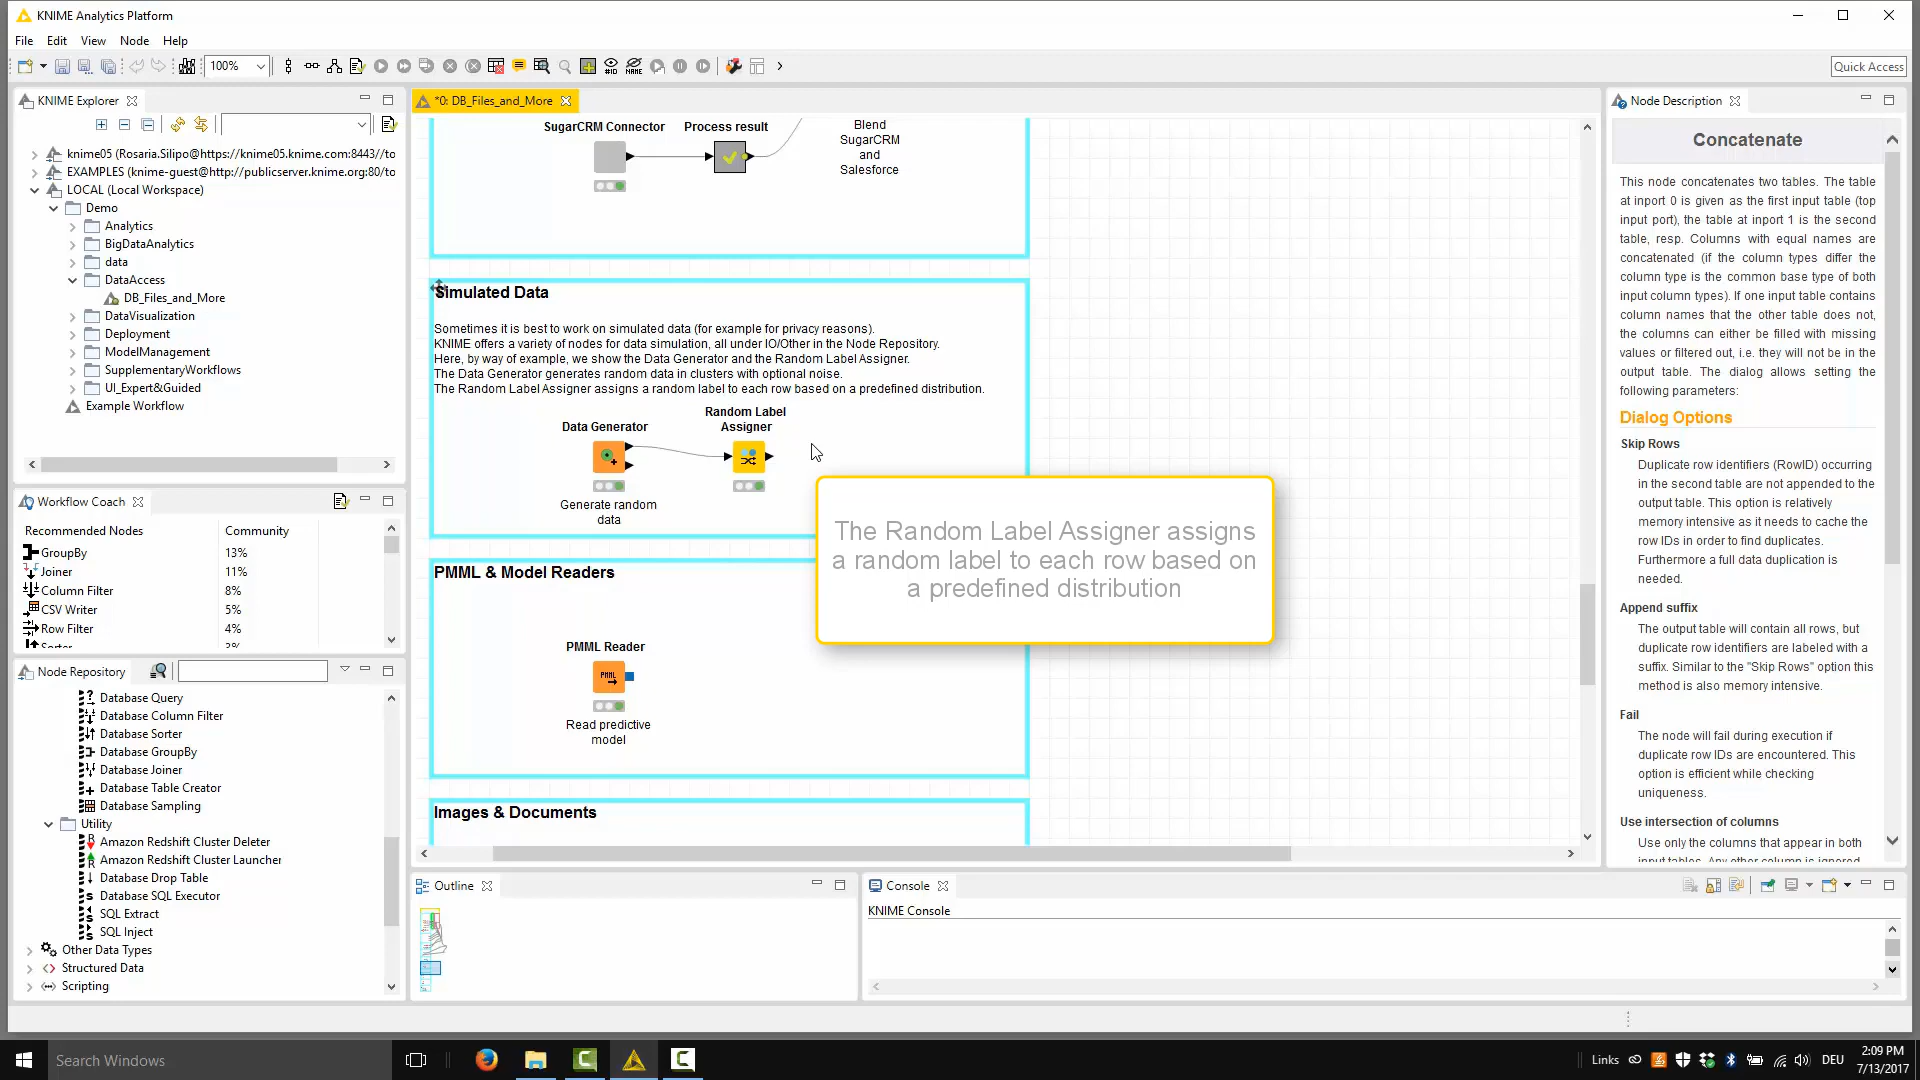 KNIME Analytics Platform
File Edit View Node Help
100%
Quick Access
KNIME Explorer
knime05 (Rosaria.Silipo@https://knime05.knime.com:8443//to
EXAMPLES (knime-guest@http://publicserver.knime.org:80/to
LOCAL (Local Workspace)
Demo
Analytics
BigDataAnalytics
data
DataAccess
DB_Files_and_More
DataVisualization
Deployment
ModelManagement
SupplementaryWorkflows
UI_Expert&Guided
Example Workflow
Workflow Coach
Recommended Nodes Community
GroupBy 13%
Joiner 11%
Column Filter 8%
CSV Writer 5%
Row Filter 4%
Sorter 3%
Node Repository
Database Query
Database Column Filter
Database Sorter
Database GroupBy
Database Joiner
Database Table Creator
Database Sampling
Utility
Amazon Redshift Cluster Deleter
Amazon Redshift Cluster Launcher
Database Drop Table
Database SQL Executor
SQL Extract
SQL Inject
Other Data Types
Structured Data
Scripting
*0: DB_Files_and_More
SugarCRM Connector Process result
Blend
SugarCRM
and
Salesforce
Simulated Data
Sometimes it is best to work on simulated data (for example for privacy reasons).
KNIME offers a variety of nodes for data simulation, all under IO/Other in the Node Repository.
Here, by way of example, we show the Data Generator and the Random Label Assigner.
The Data Generator generates random data in clusters with optional noise.
The Random Label Assigner assigns a random label to each row based on a predefined distribution.
Data Generator
Random Label
Assigner
Generate random
data
The Random Label Assigner assigns
a random label to each row based on
a predefined distribution
PMML & Model Readers
PMML Reader
PMML
Read predictive
model
Images & Documents
Outline
Console
KNIME Console
Node Description
Concatenate
This node concatenates two tables. The table
at inport 0 is given as the first input table (top
input port), the table at inport 1 is the second
table, resp. Columns with equal names are
concatenated (if the column types differ the
column type is the common base type of both
input column types). If one input table contains
column names that the other table does not,
the columns can either be filled with missing
values or filtered out, i.e. they will not be in the
output table. The dialog allows setting the
following parameters:
Dialog Options
Skip Rows
Duplicate row identifiers (RowID) occurring
in the second table are not appended to the
output table. This option is relatively
memory intensive as it needs to cache the
row IDs in order to find duplicates.
Furthermore a full data duplication is
needed.
Append suffix
The output table will contain all rows, but
duplicate row identifiers are labeled with a
suffix. Similar to the "Skip Rows" option this
method is also memory intensive.
Fail
The node will fail during execution if
duplicate row IDs are encountered. This
option is efficient while checking
uniqueness.
Use intersection of columns
Use only the columns that appear in both
input tables. Any other column is ignored
Search Windows
Links
DEU
2:09 PM
7/13/2017